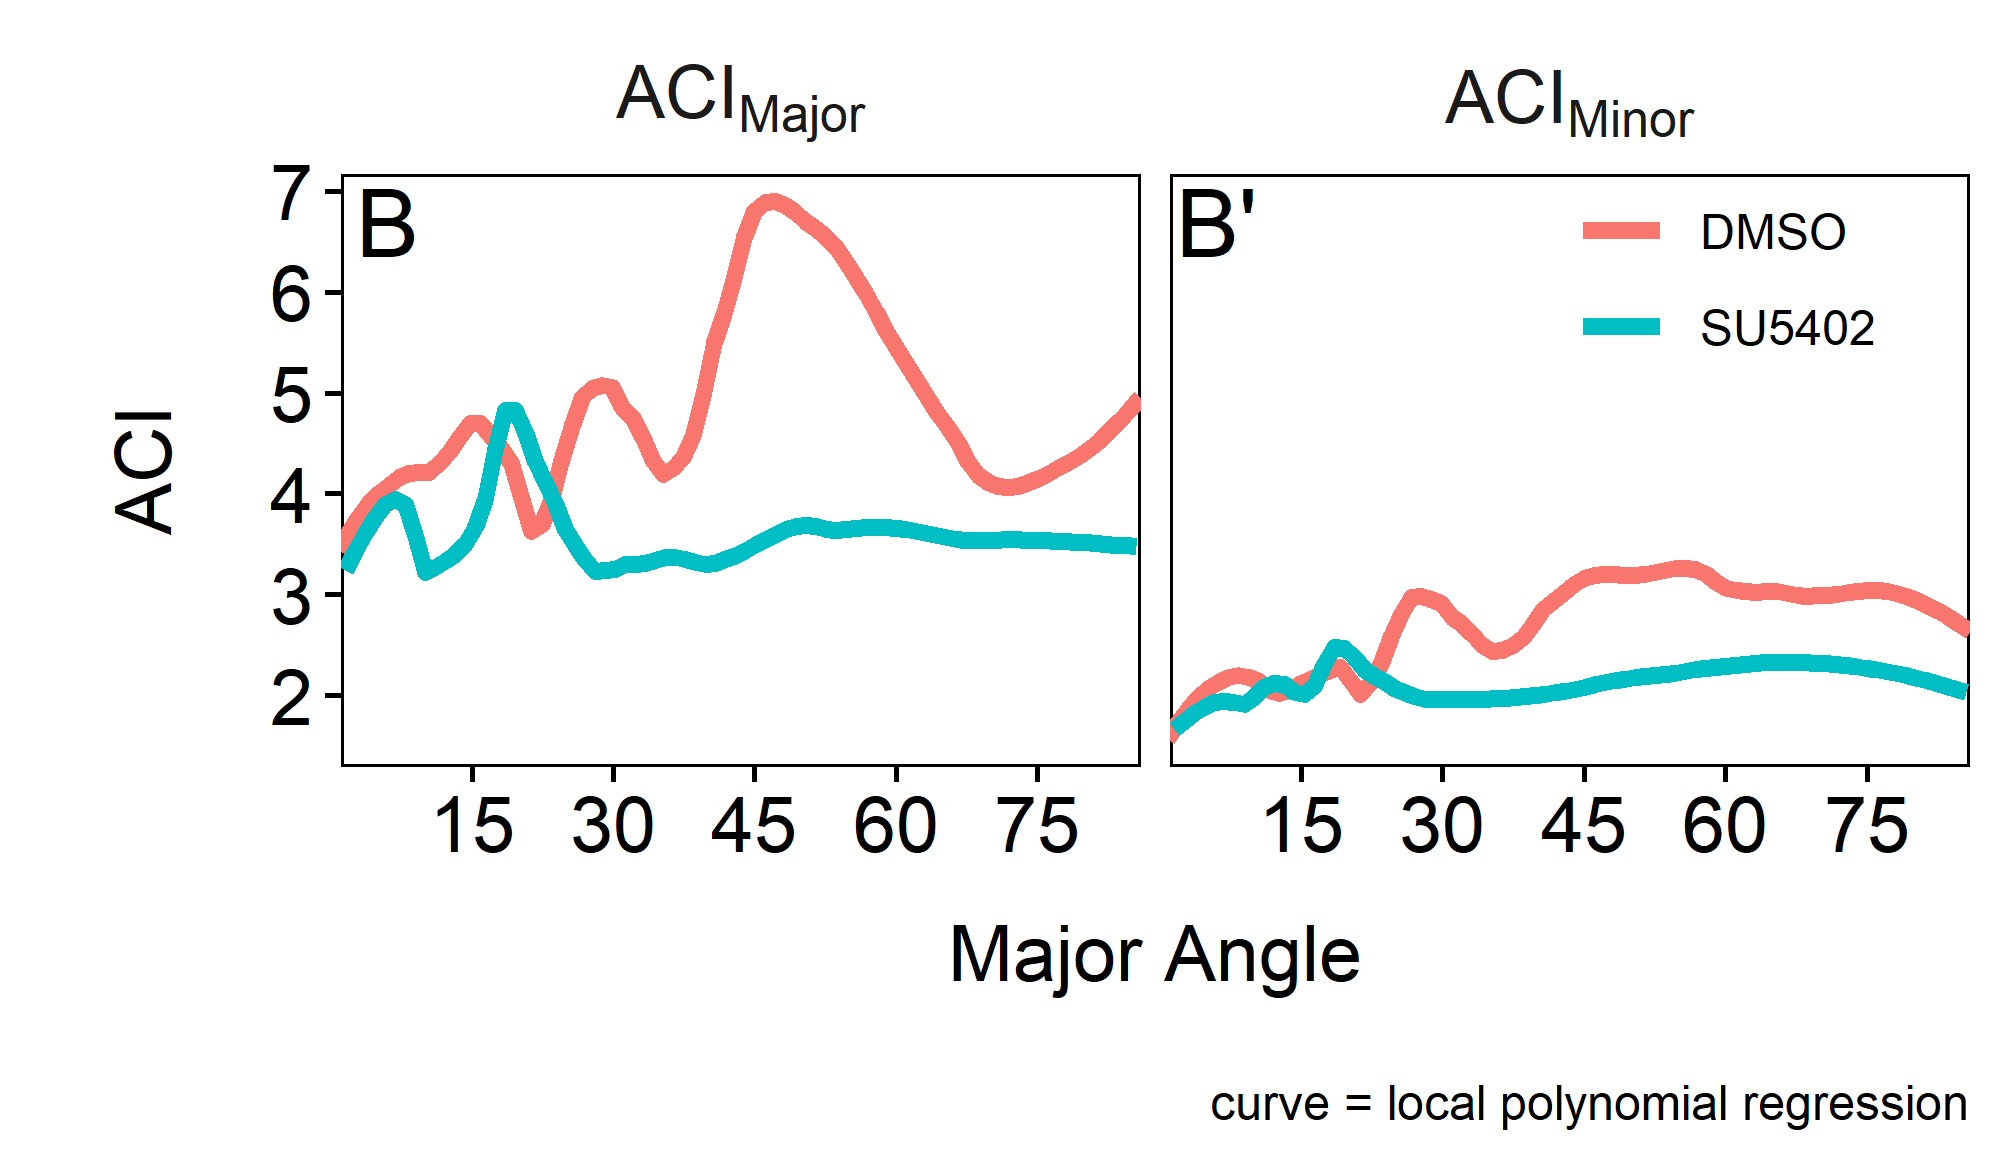 ACIMajor
ACIMinor
B
B'
DMSO
SU5402
7
6
5
4
3
2
ACI
15 30 45 60 75
15 30 45 60 75
Major Angle
curve = local polynomial regression